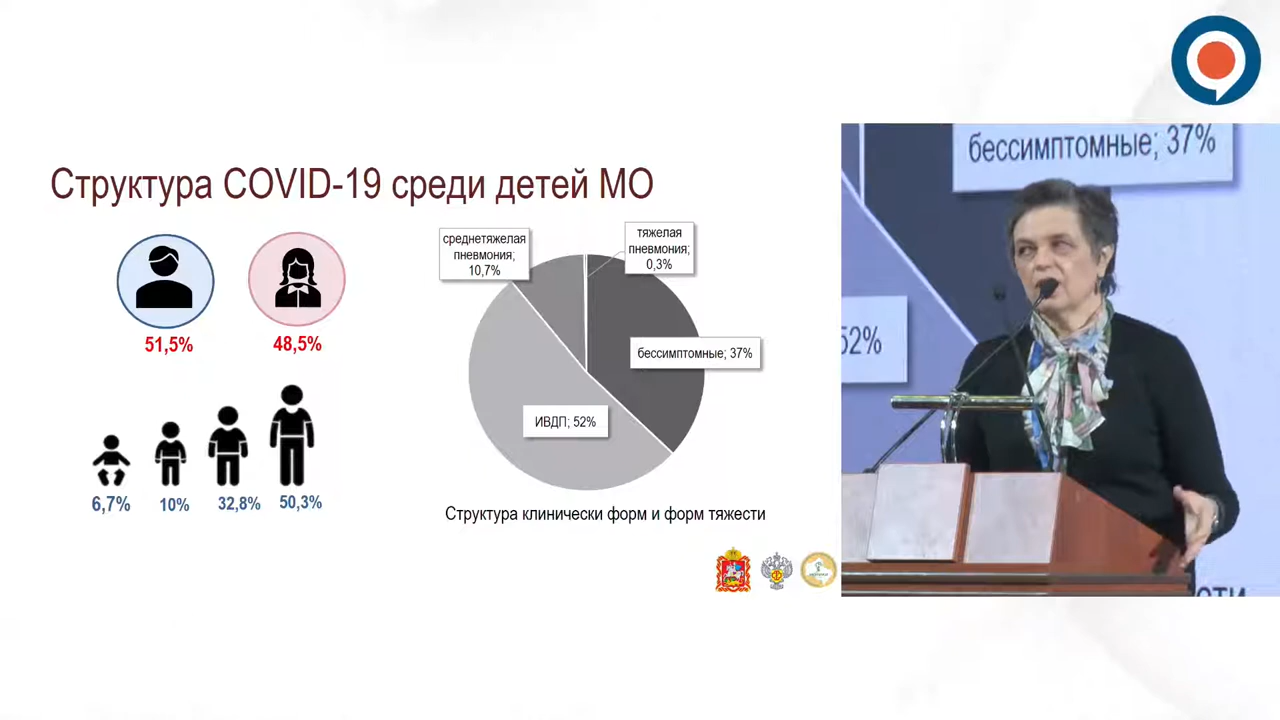 Структура COVID-19 среди детей МО
51,5%
48,5%
6,7%
10%
32,8%
50,3%
среднетяжелая
пневмония;
10,7%
тяжелая
пневмония;
0,3%
бессимптомные; 37%
ИВДП; 52%
Структура клинически форм и форм тяжести
бессимптомные; 37%
52%
сти